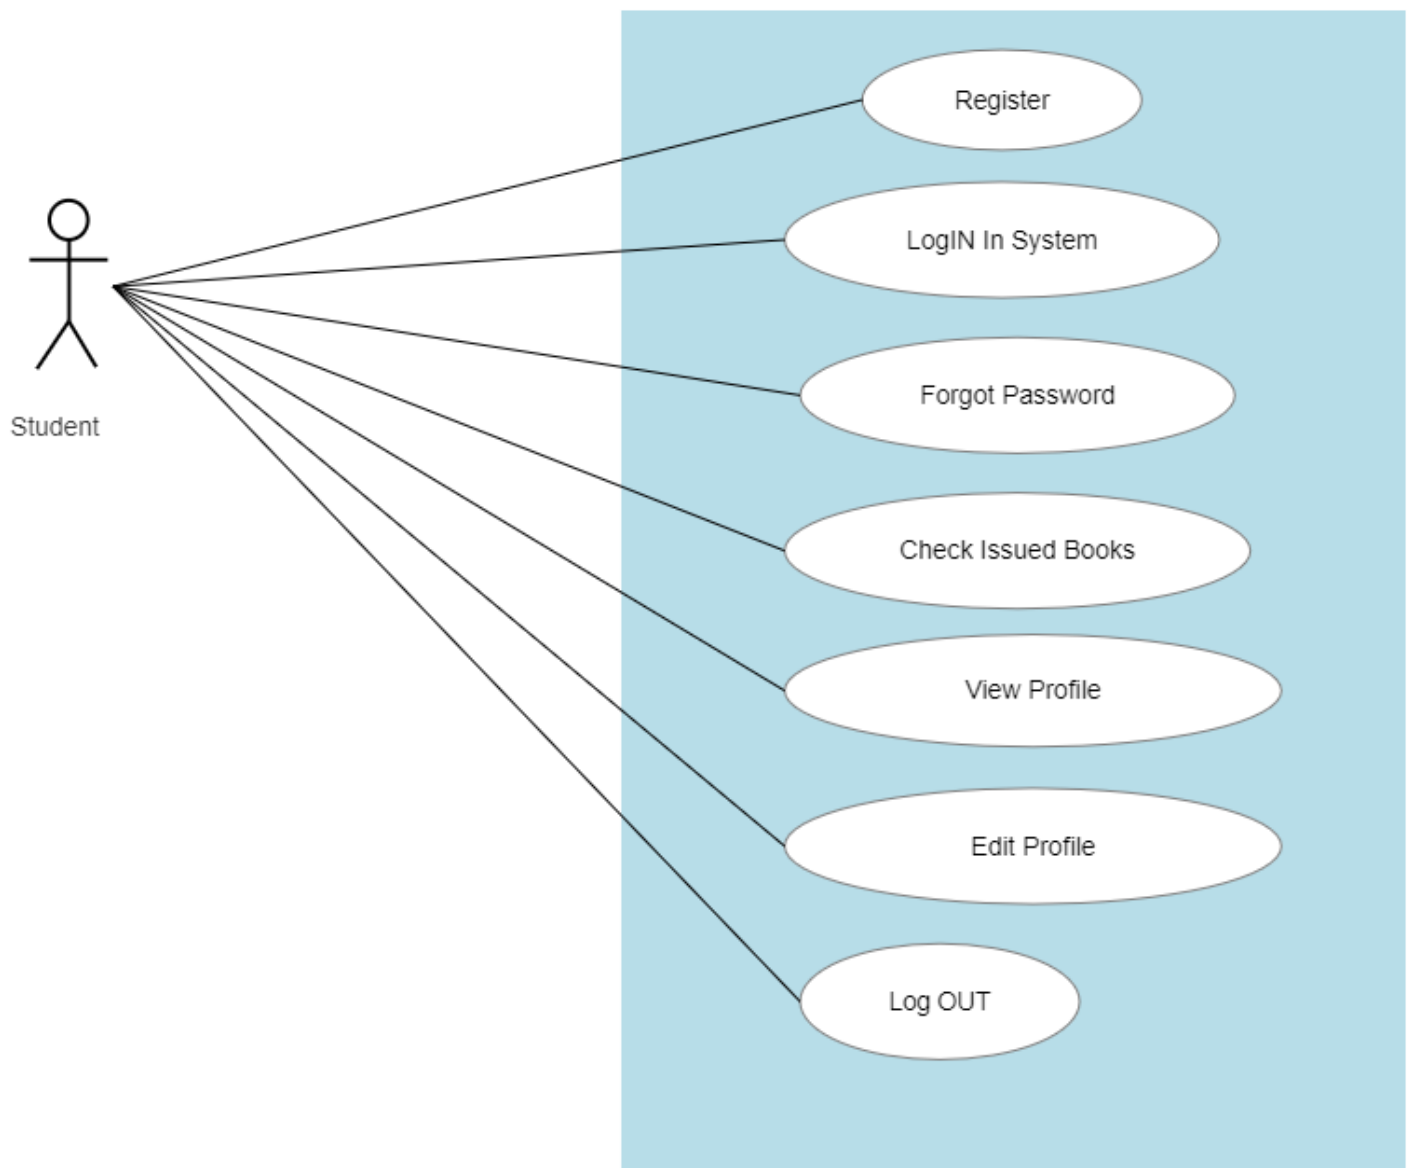 Register
LogIN In System
Forgot Password
Student
Check Issued Books
View Profile
Edit Profile
Log OUT